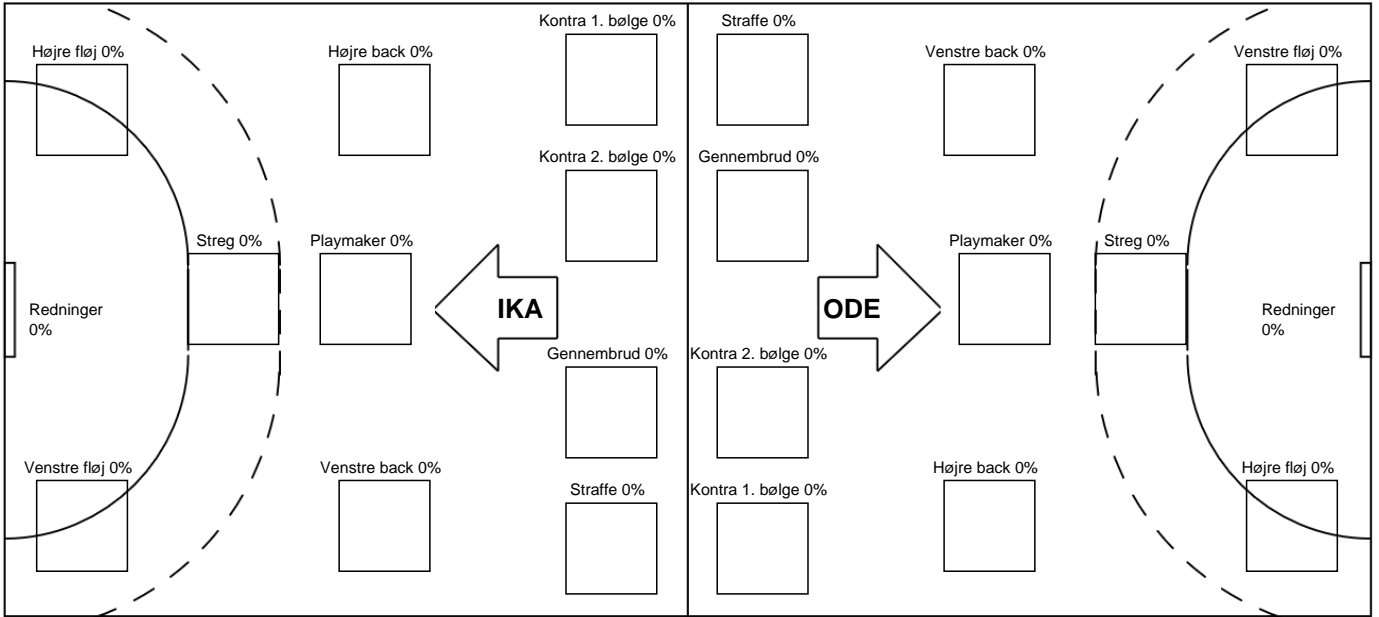 Kontra 1. bølge 0%
Straffe 0%
Højre fløj 0%
Højre back 0%
Venstre back 0%
Venstre fløj 0%
Kontra 2. bølge 0%
Gennembrud 0%
Streg 0%
Playmaker 0%
Playmaker 0%
Streg 0%
Redninger
0%
IKA
ODE
Redninger
0%
Gennembrud 0%
Kontra 2. bølge 0%
Venstre fløj 0%
Venstre back 0%
Straffe 0%
Kontra 1. bølge 0%
Højre back 0%
Højre fløj 0%